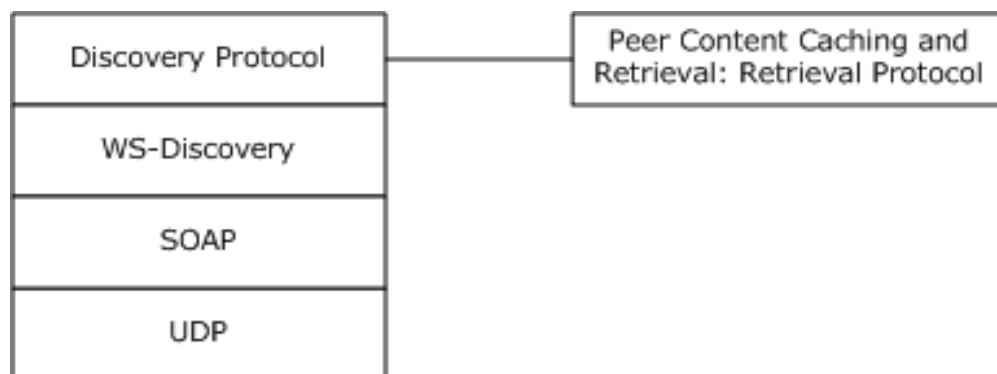 Discovery Protocol
Peer Content Caching and
Retrieval: Retrieval Protocol
WS-Discovery
SOAP
UDP